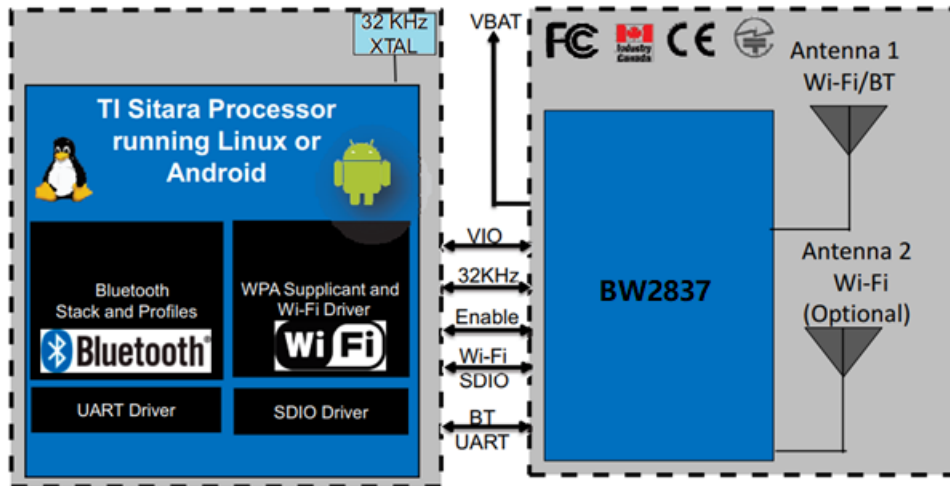 32 KHz
XTAL
TI Sitara Processor
running Linux or
Android
Bluetooth
Stack and Profiles
Bluetooth®
WPA Supplicant and
Wi-Fi Driver
Wi Fi
UART Driver
SDIO Driver
VBAT
VIO
32KHz
Enable
Wi-Fi
SDIO
BT
UART
FC
Industry
Canada
CE
BW2837
Antenna 1
Wi-Fi/BT
Antenna 2
Wi-Fi
(Optional)